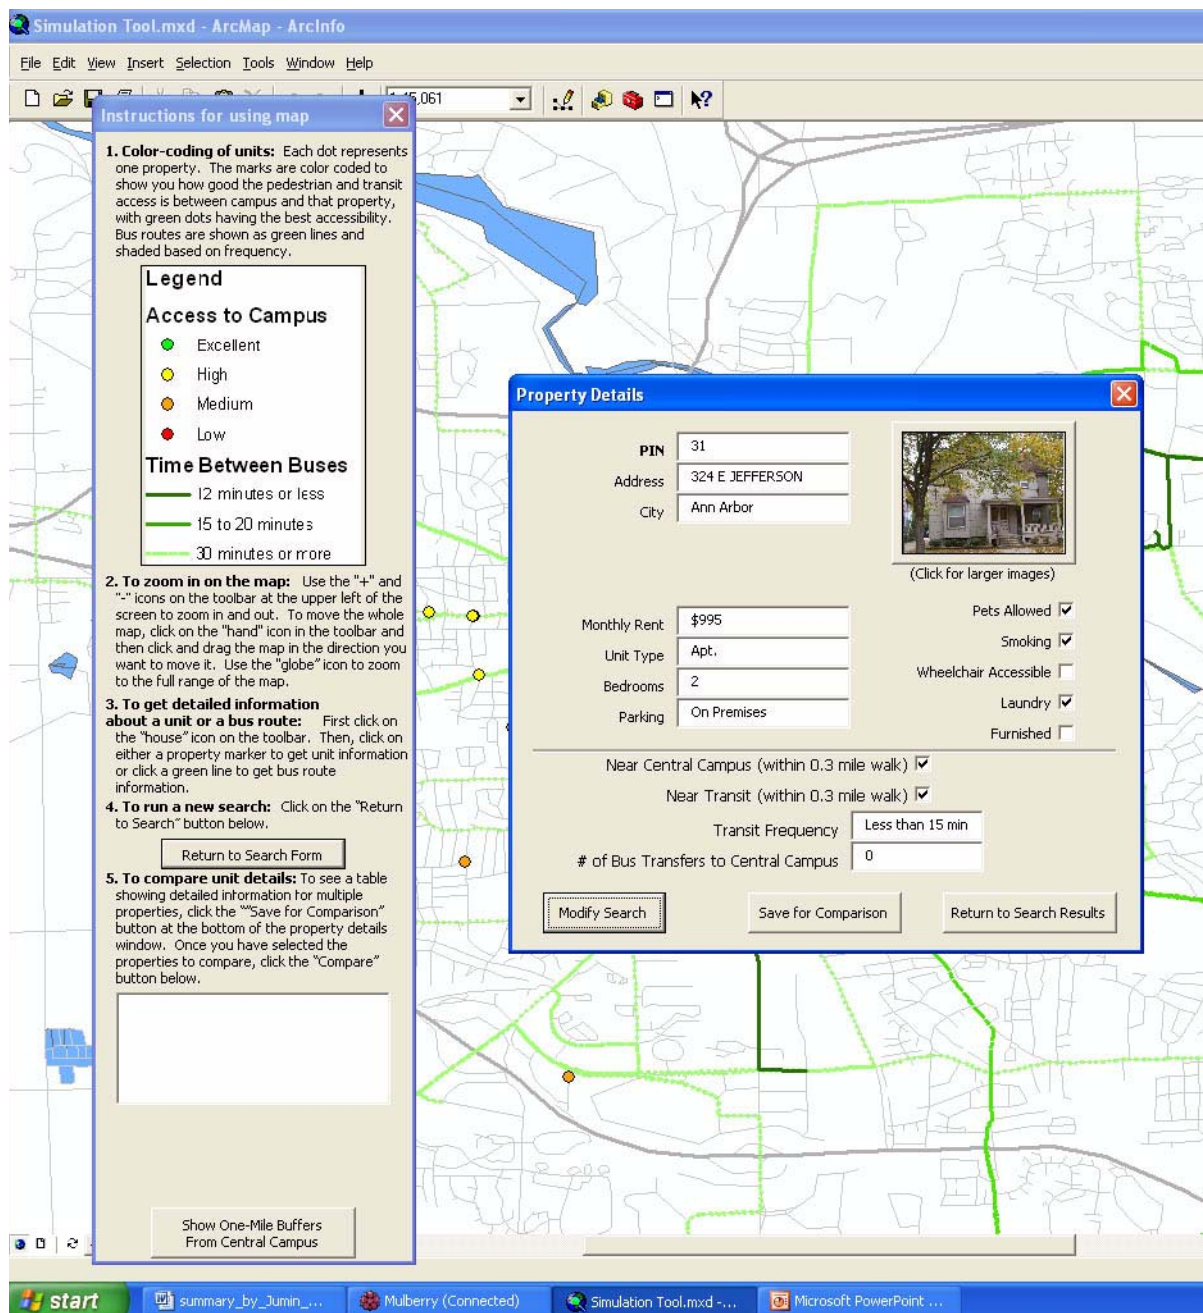 Simulation Tool.mxd - ArcMap - ArcInfo
File Edit View Insert Selection Tools Window Help
Instructions for using map
1. Color-coding of units: Each dot represents
one property. The marks are color coded to
show you how good the pedestrian and transit
access is between campus and that property,
with green dots having the best accessibility.
Bus routes are shown as green lines and
shaded based on frequency.
Legend
Access to Campus
Excellent
High
Medium
Low
Time Between Buses
12 minutes or less
15 to 20 minutes
30 minutes or more
2. To zoom in on the map: Use the "+" and
"-" icons on the toolbar at the upper left of the
screen to zoom in and out. To move the whole
map, click on the "hand" icon in the toolbar and
then click and drag the map in the direction you
want to move it. Use the "globe" icon to zoom
to the full range of the map.
3. To get detailed information
about a unit or a bus route: First click on
the "house" icon on the toolbar. Then, click on
either a property marker to get unit information
or click a green line to get bus route
information.
4. To run a new search: Click on the "Return
to Search" button below.
Return to Search Form
5. To compare unit details: To see a table
showing detailed information for multiple
properties, click the ""Save for Comparison"
button at the bottom of the property details
window. Once you have selected the
properties to compare, click the "Compare"
button below.
Show One-Mile Buffers
From Central Campus
Property Details
PIN 31
Address 324 E JEFFERSON
City Ann Arbor
(Click for larger images)
Monthly Rent $995
Unit Type Apt.
Bedrooms 2
Parking On Premises
Pets Allowed
Smoking
Wheelchair Accessible
Laundry
Furnished
Near Central Campus (within 0.3 mile walk)
Near Transit (within 0.3 mile walk)
Transit Frequency Less than 15 min
# of Bus Transfers to Central Campus 0
Modify Search Save for Comparison Return to Search Results
start summary_by_Jumin_... Mulberry (Connected) Simulation Tool.mxd -... Microsoft PowerPoint ...